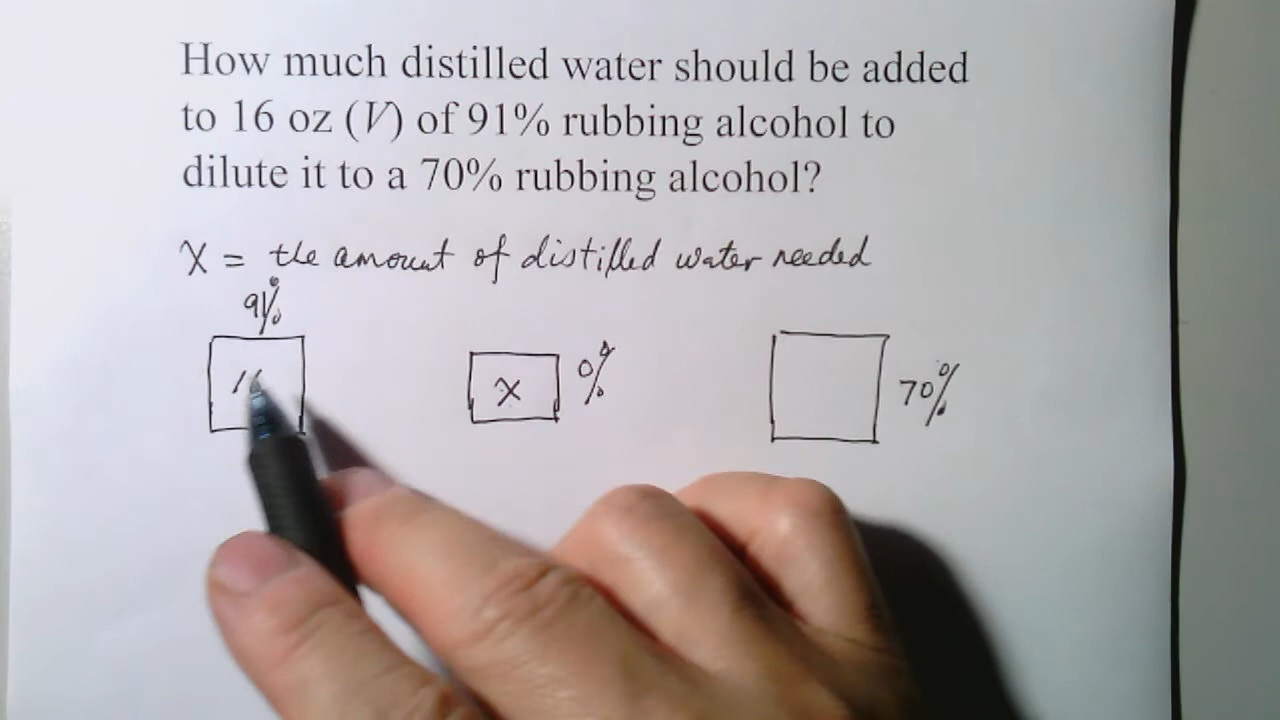 How much distilled water should be added
to 16 oz (V) of 91% rubbing alcohol to
dilute it to a 70% rubbing alcohol?
X = the amount of distilled water needed
91%
16 X 0% 70%